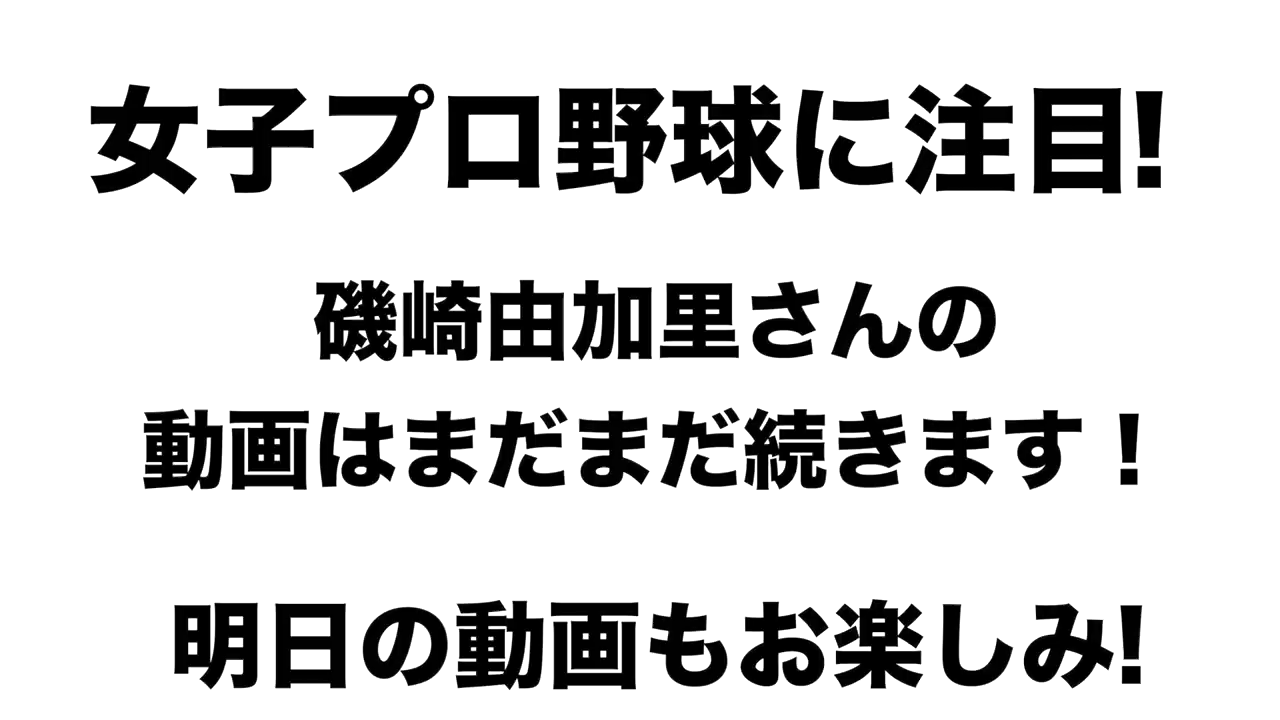 女子プロ野球に注目!
磯崎由加里さんの
動画はまだまだ続きます！
明日の動画もお楽しみ!